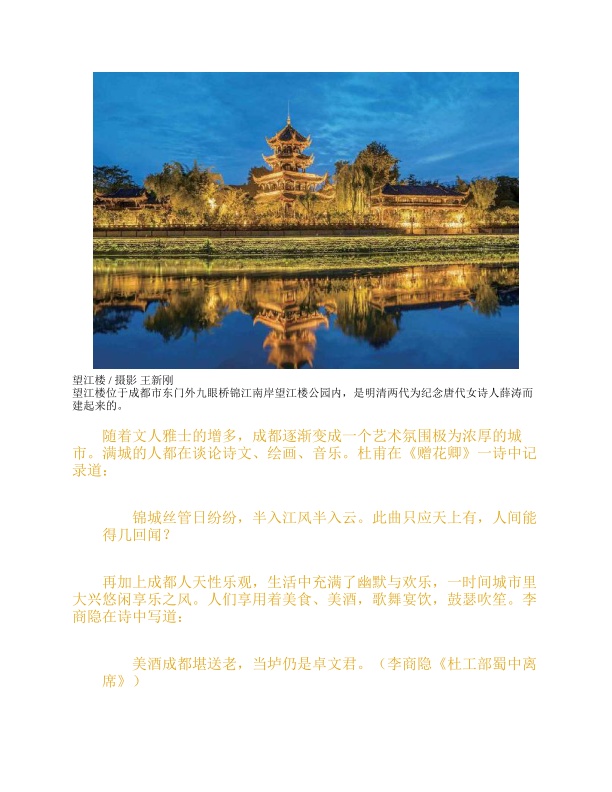 望江楼 / 摄影 王新刚
望江楼位于成都市东门外九眼桥锦江南岸望江楼公园内，是明清两代为纪念唐代女诗人薛涛而
建起来的。
随着文人雅士的增多，成都逐渐变成一个艺术氛围极为浓厚的城
市。满城的人都在谈论诗文、绘画、音乐。杜甫在《赠花卿》一诗中记
录道：
锦城丝管日纷纷，半入江风半入云。此曲只应天上有，人间能
得几回闻？
再加上成都人天性乐观，生活中充满了幽默与欢乐，一时间城市里
大兴悠闲享乐之风。人们享用着美食、美酒，歌舞宴饮，鼓瑟吹笙。李
商隐在诗中写道：
美酒成都堪送老，当垆仍是卓文君。（李商隐《杜工部蜀中离
席》）